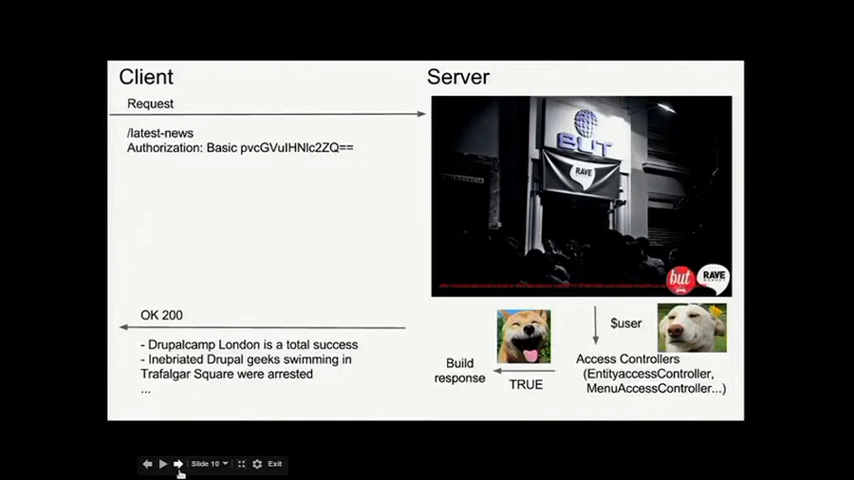 Client
Server
Request
/latest-news
Authorization: Basic pvcGVuIHNlc2ZQ==
BUT
RAVE
but
RAVE
OK 200
- Drupalcamp London is a total success
- Inebriated Drupal geeks swimming in
Trafalgar Square were arrested
...
$user
Access Controllers
(EntityaccessController,
MenuAccessController...)
Build
response
TRUE
Slide 10
Exit